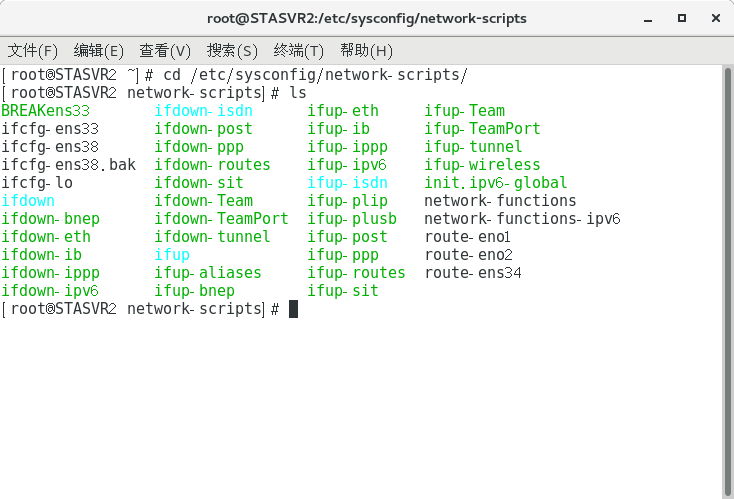 root@STASVR2:/etc/sysconfig/network-scripts
文件(F) 编辑(E) 查看(V) 搜索(S) 终端(T) 帮助(H)
[root@STASVR2 ~]# cd /etc/sysconfig/network-scripts/
[root@STASVR2 network-scripts]# ls
BREAKens33 ifdown-isdn ifup-eth ifup-Team
ifcfg-ens33 ifdown-post ifup-ib ifup-TeamPort
ifcfg-ens38 ifdown-ppp ifup-ippp ifup-tunnel
ifcfg-ens38.bak ifdown-routes ifup-ipv6 ifup-wireless
ifcfg-lo ifdown-sit ifup-isdn init.ipv6-global
ifdown ifdown-Team ifup-plip network-functions
ifdown-bnep ifdown-TeamPort ifup-plusb network-functions-ipv6
ifdown-eth ifdown-tunnel ifup-post route-eno1
ifdown-ib ifup ifup-ppp route-eno2
ifdown-ippp ifup-aliases ifup-routes route-ens34
ifdown-ipv6 ifup-bnep ifup-sit
[root@STASVR2 network-scripts]#